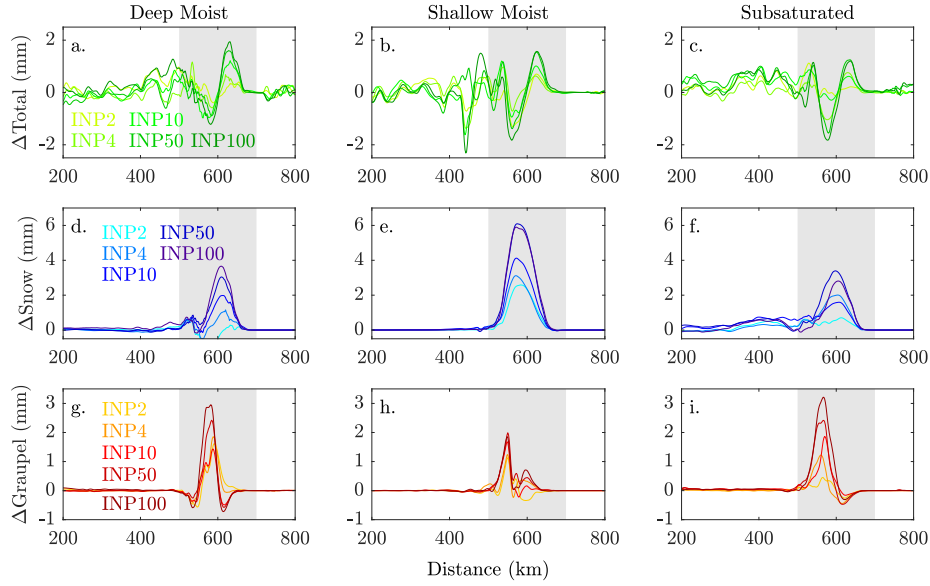 Deep Moist
Shallow Moist
Subsaturated
ΔTotal (mm)
2
0
-2
a.
INP2 INP10
INP4 INP50 INP100
200 400 600 800
2
0
-2
b.
200 400 600 800
2
0
-2
c.
200 400 600 800
km
km
km
ΔSnow (mm)
6
4
2
0
d.
INP2 INP50
INP4 INP100
INP10
200 400 600 800
6
4
2
0
e.
200 400 600 800
6
4
2
0
f.
200 400 600 800
ΔGraupel (mm)
3
2
1
0
-1
g.
INP2
INP4
INP10
INP50
INP100
200 400 600 800
3
2
1
0
-1
h.
200 400 600 800
3
2
1
0
-1
i.
200 400 600 800
Distance (km)